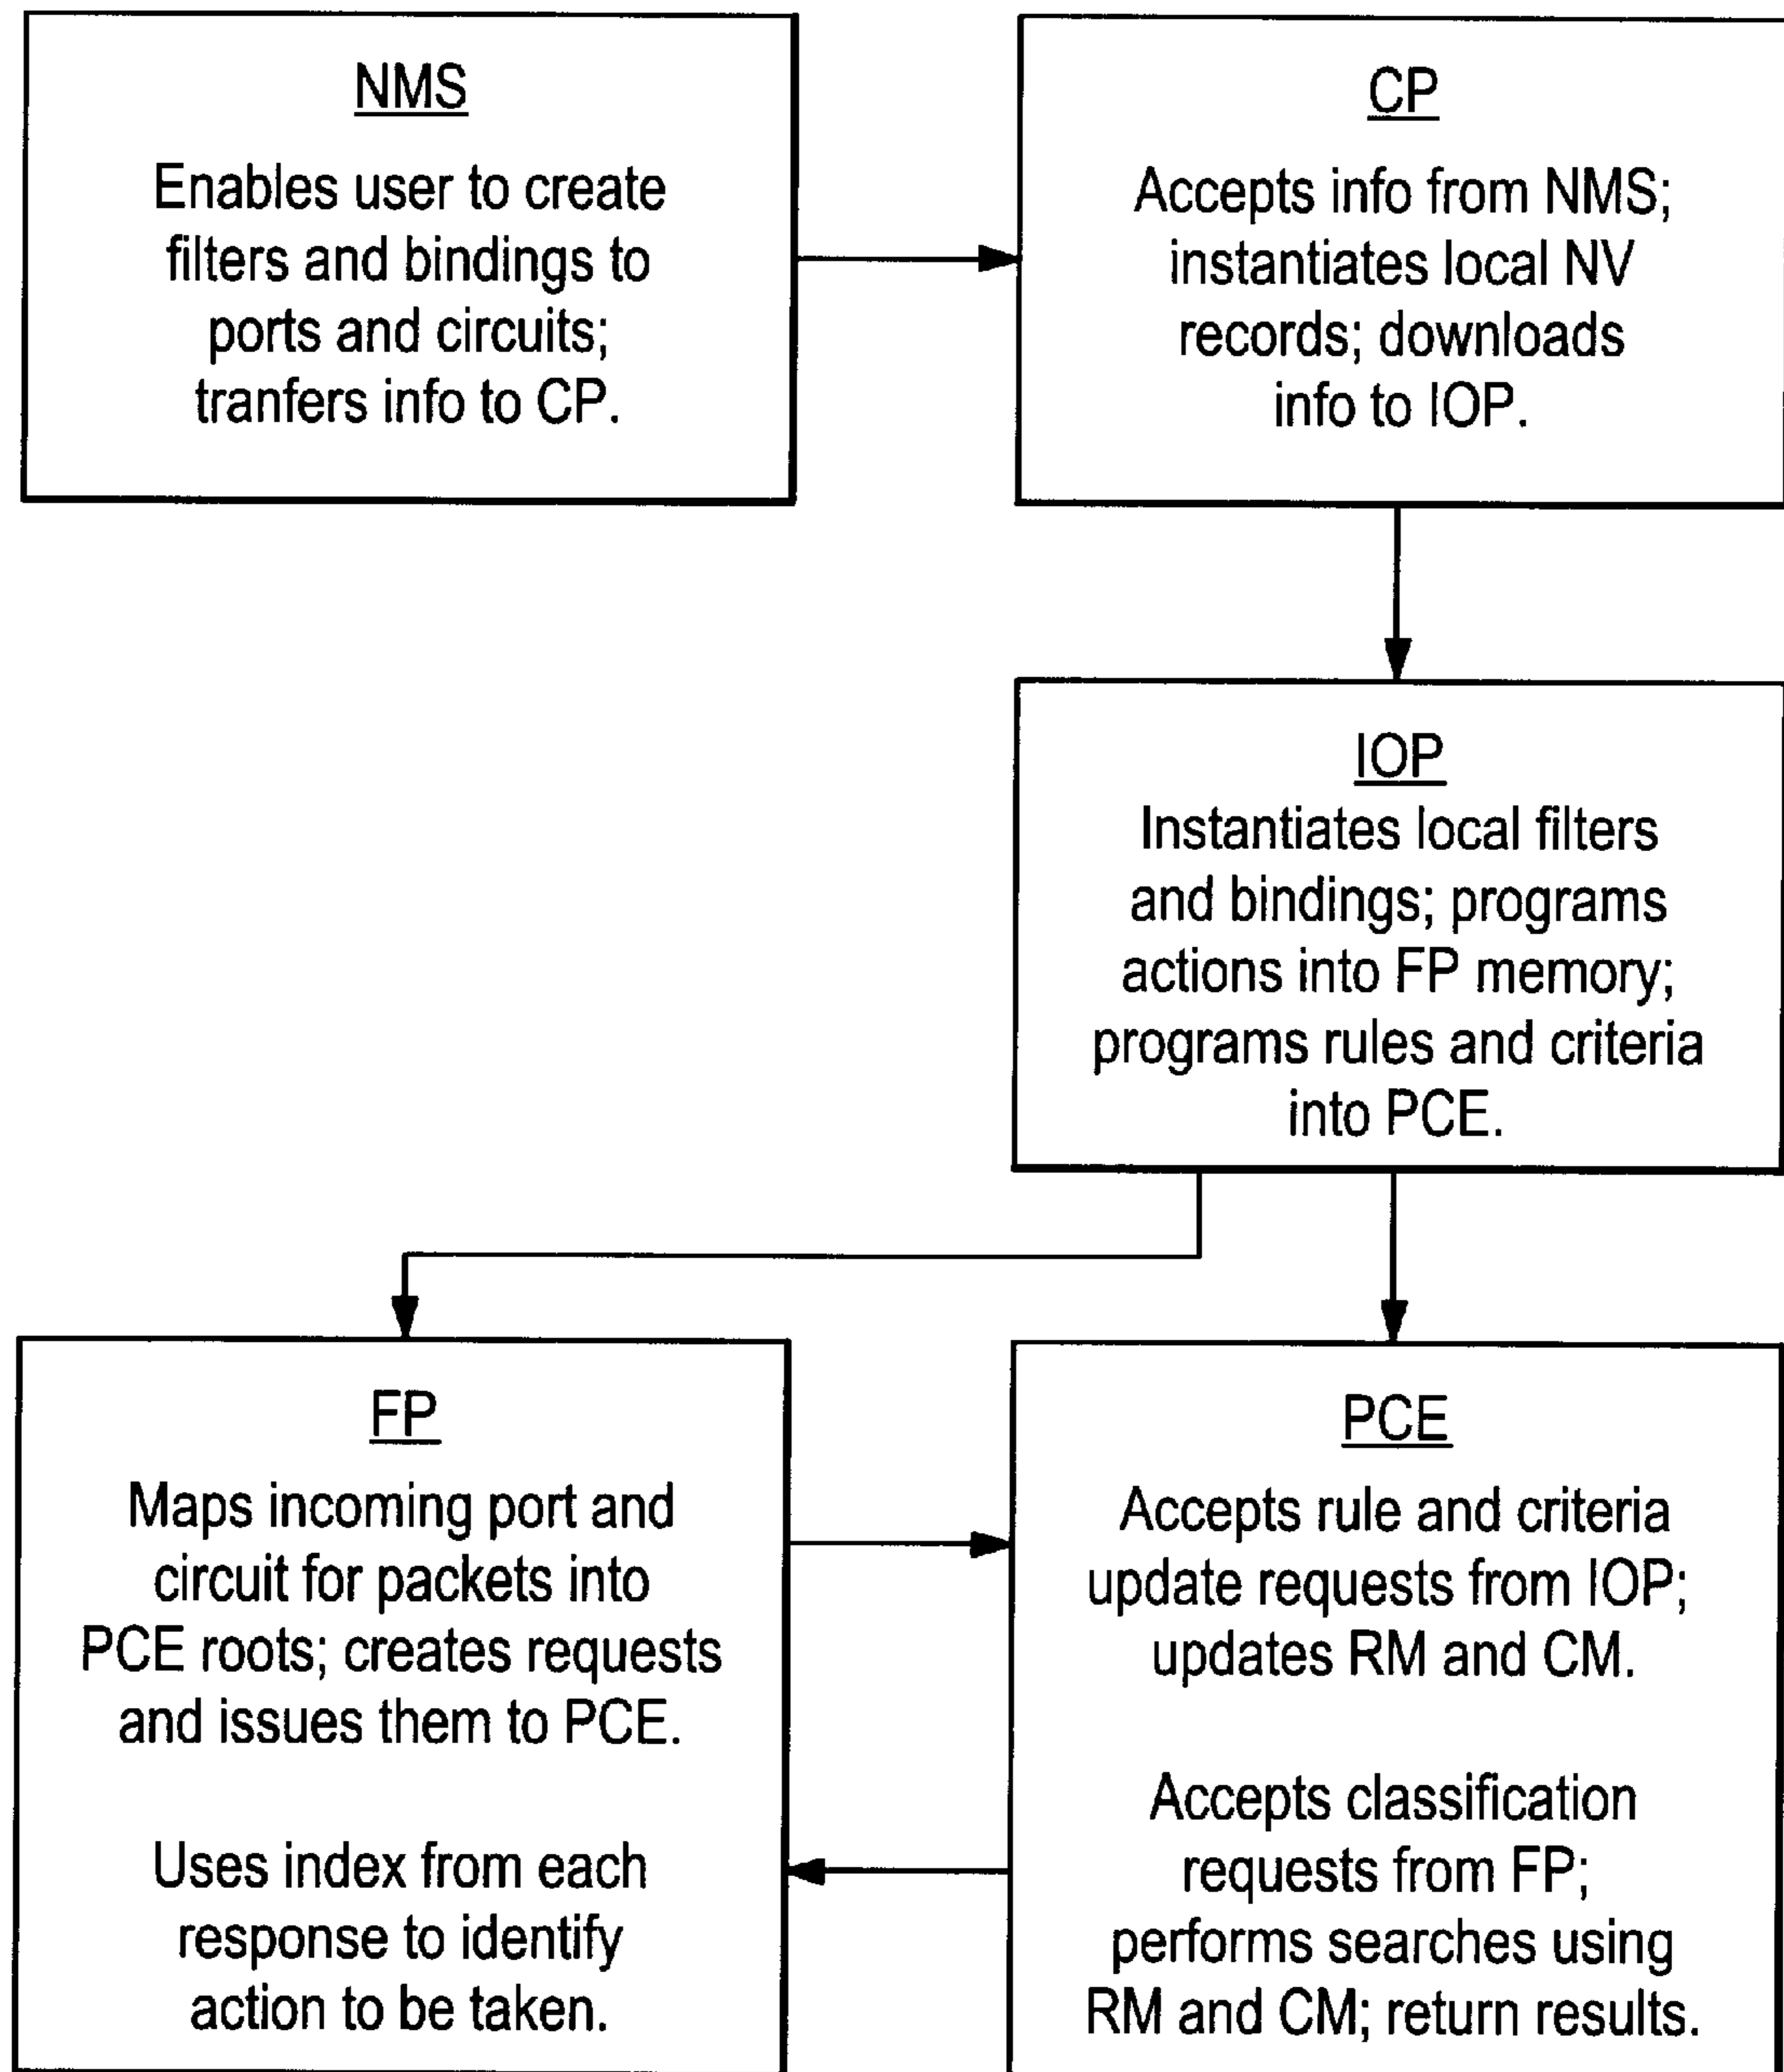 NMS
Enables user to create
filters and bindings to
ports and circuits;
tranfers info to CP.
CP
Accepts info from NMS;
instantiates local NV
records; downloads
info to IOP.
IOP
Instantiates local filters
and bindings; programs
actions into FP memory;
programs rules and criteria
into PCE.
FP
Maps incoming port and
circuit for packets into
PCE roots; creates requests
and issues them to PCE.
Uses index from each
response to identify
action to be taken.
PCE
Accepts rule and criteria
update requests from IOP;
updates RM and CM.
Accepts classification
requests from FP;
performs searches using
RM and CM; return results.